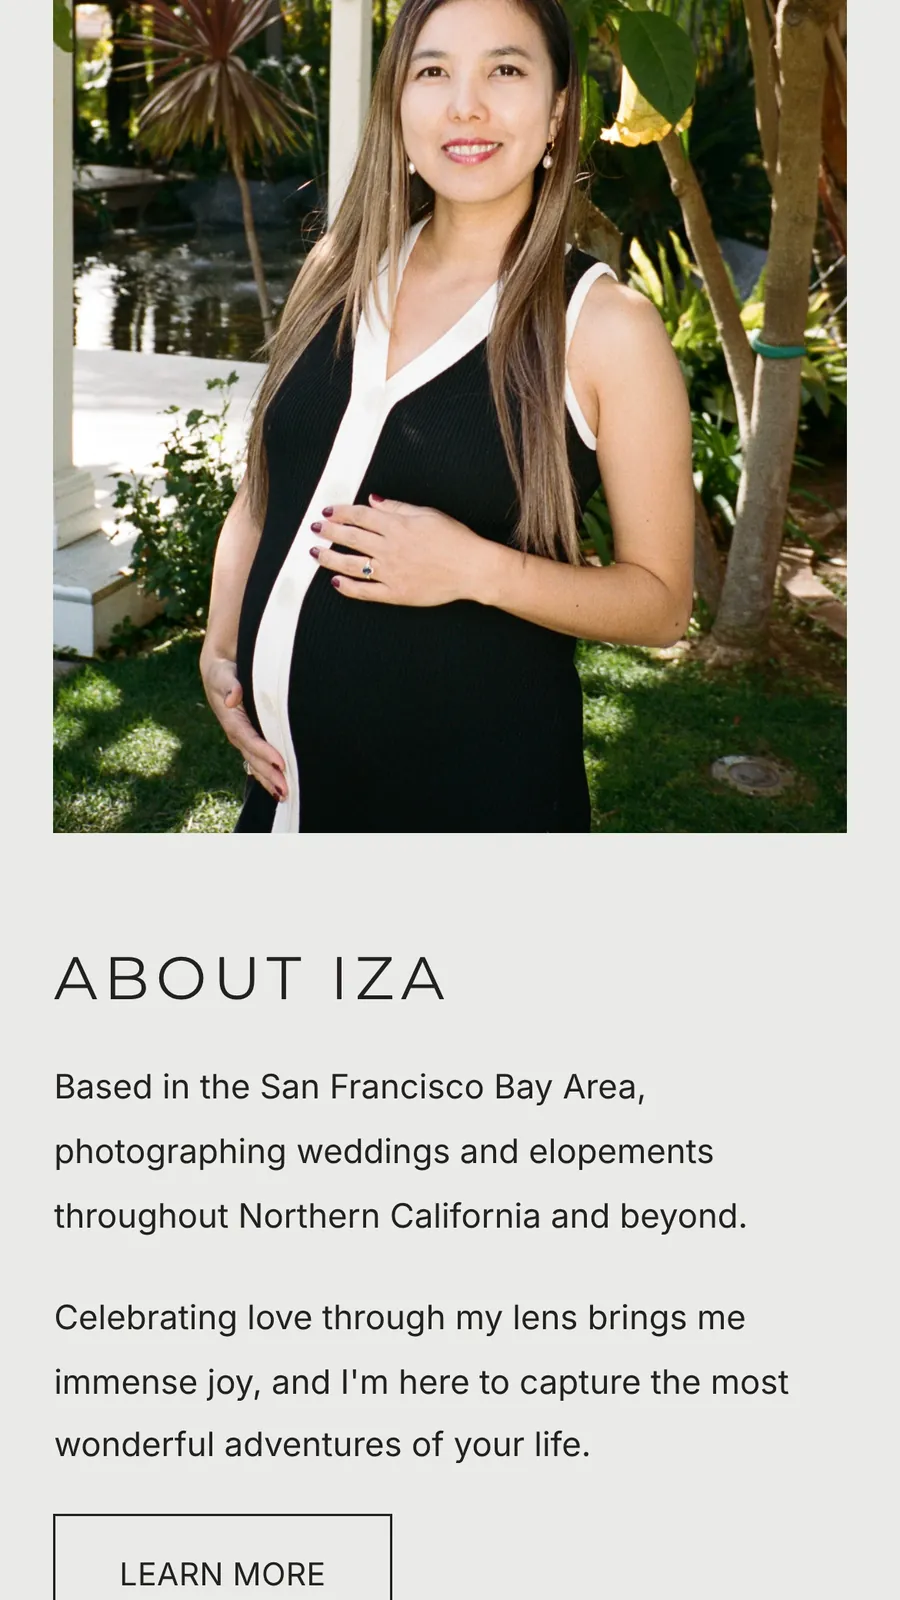 ABOUT IZA
Based in the San Francisco Bay Area,
photographing weddings and elopements
throughout Northern California and beyond.
Celebrating love through my lens brings me
immense joy, and I'm here to capture the most
wonderful adventures of your life.
LEARN MORE